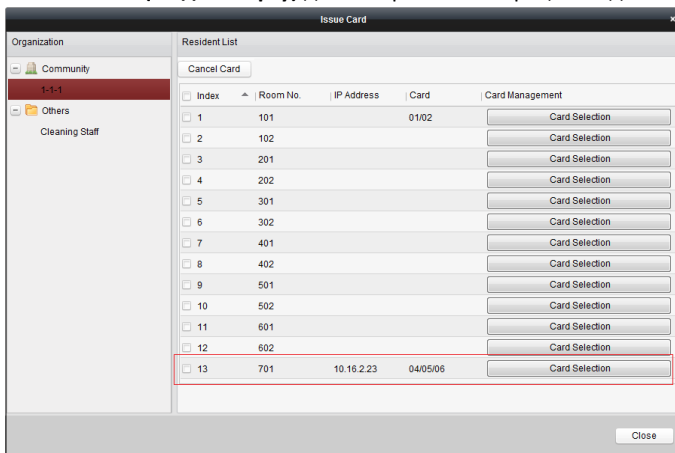 Issue Card ×
Organization
Resident List
Community
1-1-1
Others
Cleaning Staff
Cancel Card
Index Room No. IP Address Card Card Management
1 101 01/02 Card Selection
2 102 Card Selection
3 201 Card Selection
4 202 Card Selection
5 301 Card Selection
6 302 Card Selection
7 401 Card Selection
8 402 Card Selection
9 501 Card Selection
10 502 Card Selection
11 601 Card Selection
12 602 Card Selection
13 701 10.16.2.23 04/05/06 Card Selection
Close